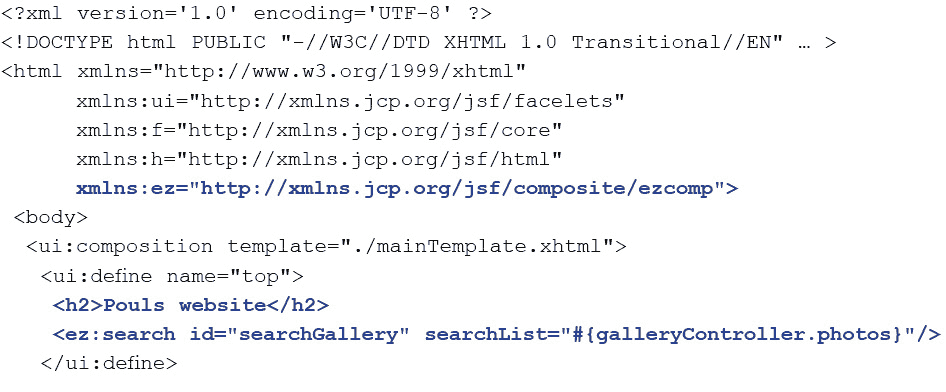 <?xml version='1.0' encoding='UTF-8' ?>
<!DOCTYPE html PUBLIC "-//W3C//DTD XHTML 1.0 Transitional//EN" … >
<html xmlns="http://www.w3.org/1999/xhtml"
      xmlns:ui="http://xmlns.jcp.org/jsf/facelets"
      xmlns:f="http://xmlns.jcp.org/jsf/core"
      xmlns:h="http://xmlns.jcp.org/jsf/html"
      xmlns:ez="http://xmlns.jcp.org/jsf/composite/ezcomp">
 <body>
  <ui:composition template="./mainTemplate.xhtml">
   <ui:define name="top">
    <h2>Pouls website</h2>
    <ez:search id="searchGallery" searchList="#{galleryController.photos}"/>
   </ui:define>